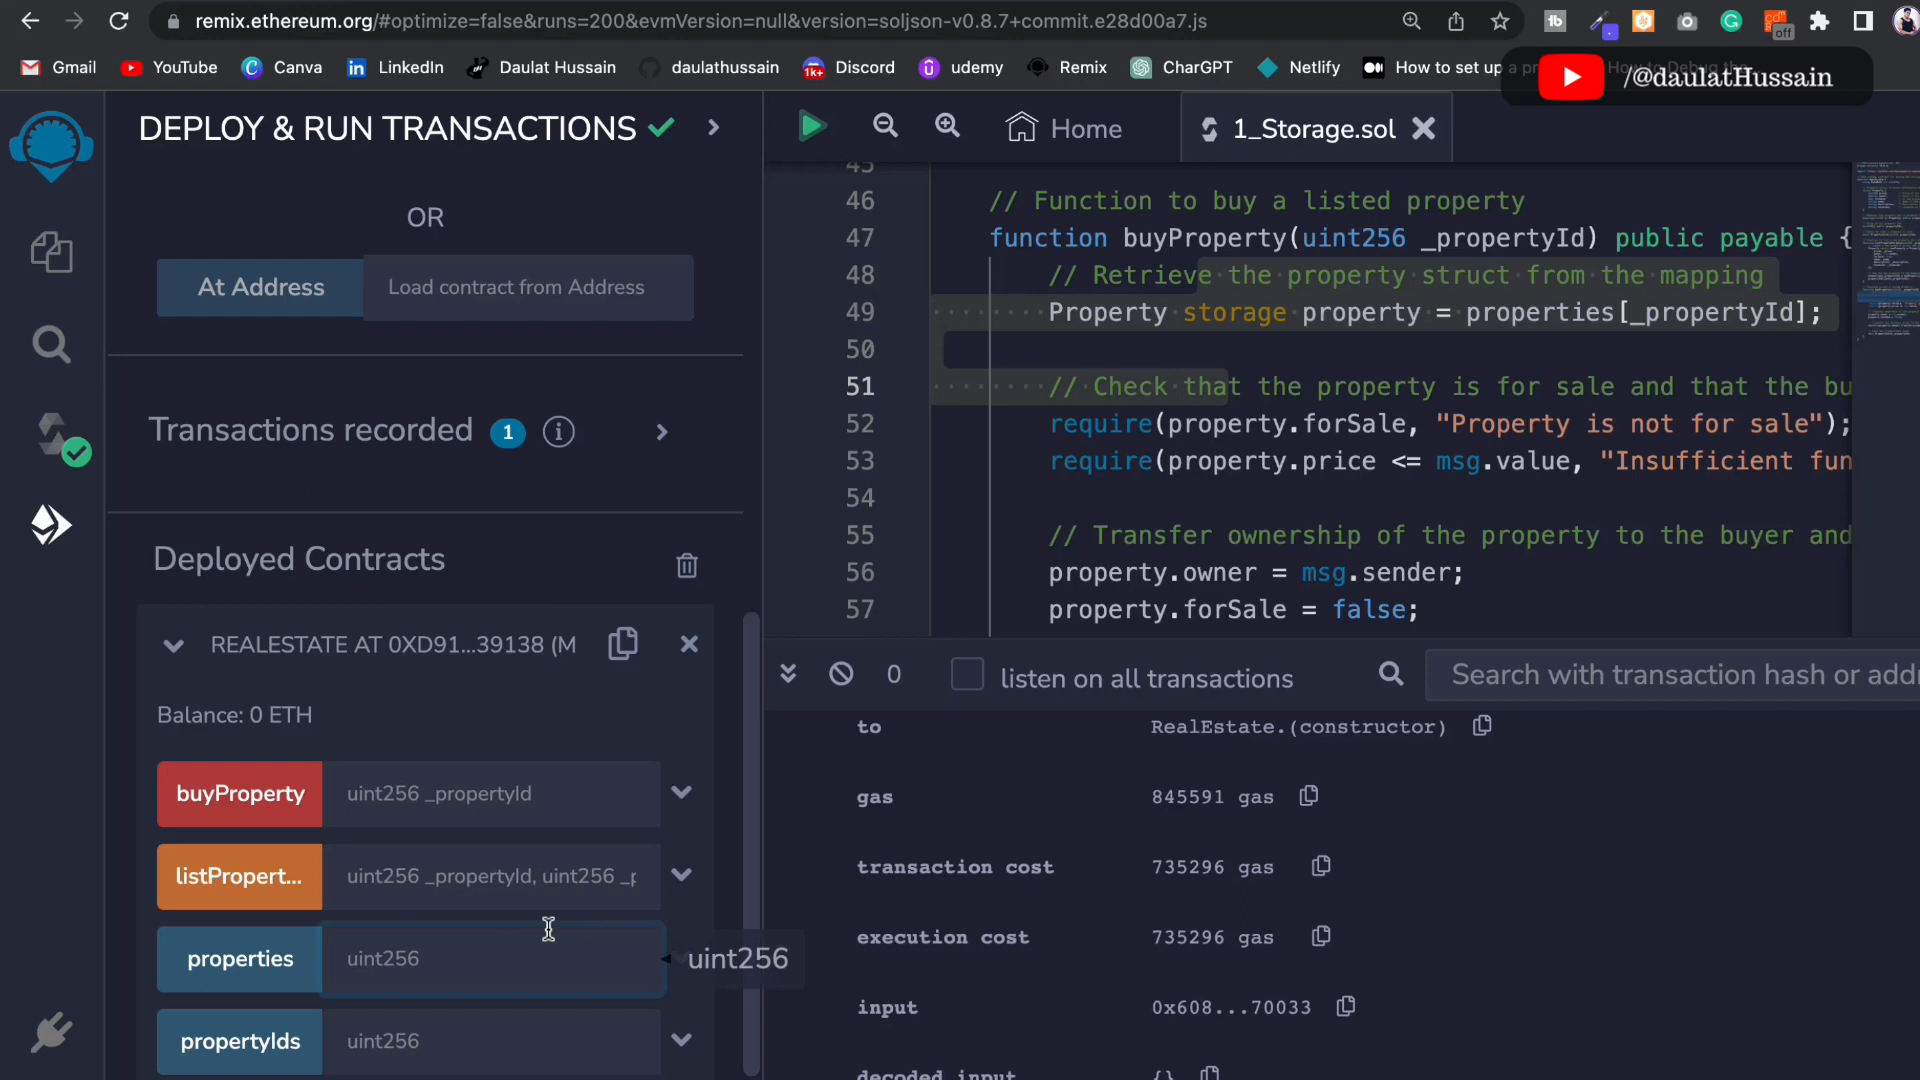 remix.ethereum.org/#optimize=false&runs=200&evmVersion=null&version=soljson-v0.8.7+commit.e28d00a7.js
off
Gmail YouTube Canva LinkedIn Daulat Hussain daulathussain 1k+ Discord udemy Remix CharGPT Netlify How to set up a pr
/@daulatHussain
DEPLOY & RUN TRANSACTIONS
OR
At Address Load contract from Address
Transactions recorded 1
Deployed Contracts
REALESTATE AT 0XD91...39138 (M
Balance: 0 ETH
buyProperty uint256 _propertyId
listPropert... uint256 _propertyId, uint256 _p
properties uint256
uint256
propertyIds uint256
Home 1_Storage.sol
45
46 // Function to buy a listed property
47 function buyProperty(uint256 _propertyId) public payable {
48 // Retrieve the property struct from the mapping
49 Property storage property = properties[_propertyId];
50
51 // Check that the property is for sale and that the bu
52 require(property.forSale, "Property is not for sale");
53 require(property.price <= msg.value, "Insufficient fun
54
55 // Transfer ownership of the property to the buyer and
56 property.owner = msg.sender;
57 property.forSale = false;
0 listen on all transactions Search with transaction hash or addr
to RealEstate.(constructor)
gas 845591 gas
transaction cost 735296 gas
execution cost 735296 gas
input 0x608...70033
decoded input {}